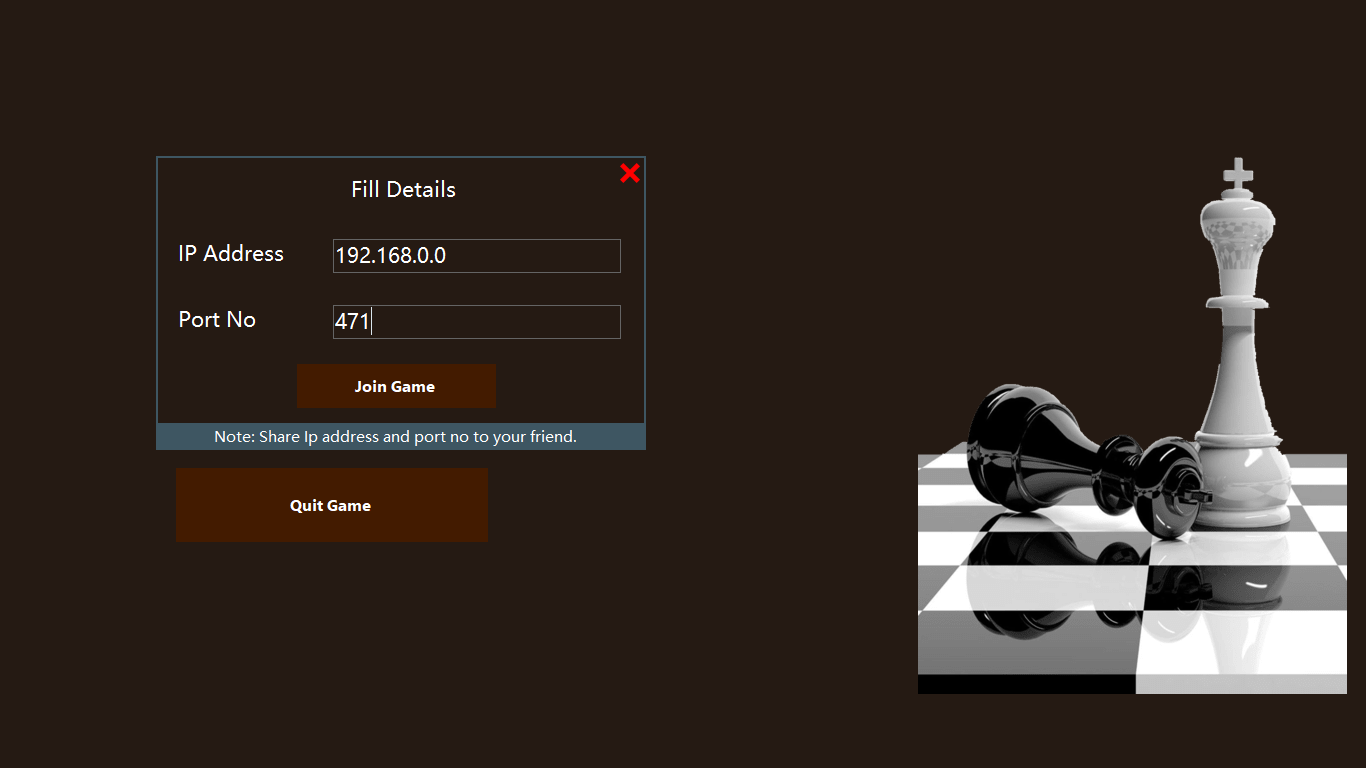 Fill Details
IP Address 192.168.0.0
Port No 471
Join Game
Note: Share Ip address and port no to your friend.
Quit Game